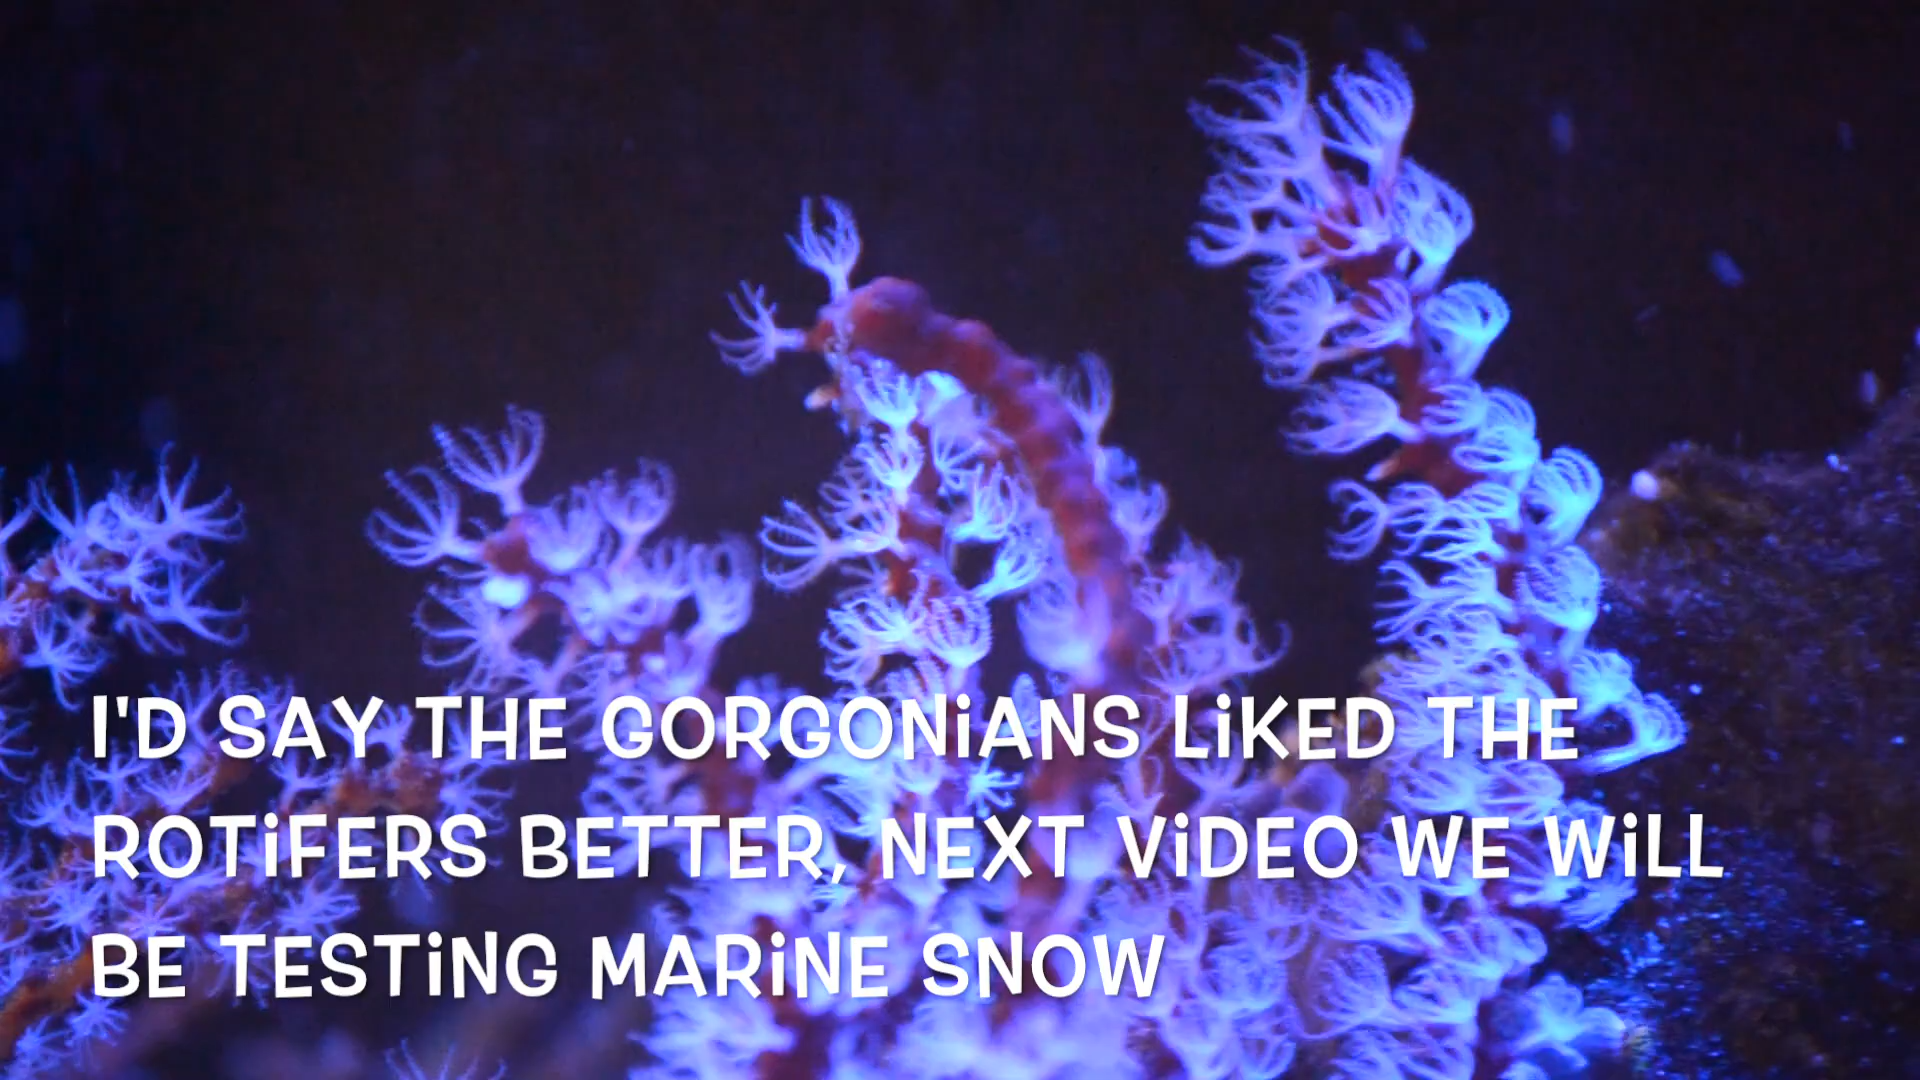 I'D SAY THE GORGONiANS LiKED THE
ROTiFERS BETTER, NEXT ViDEO WE WiLL
BE TESTiNG MARiNE SNOW